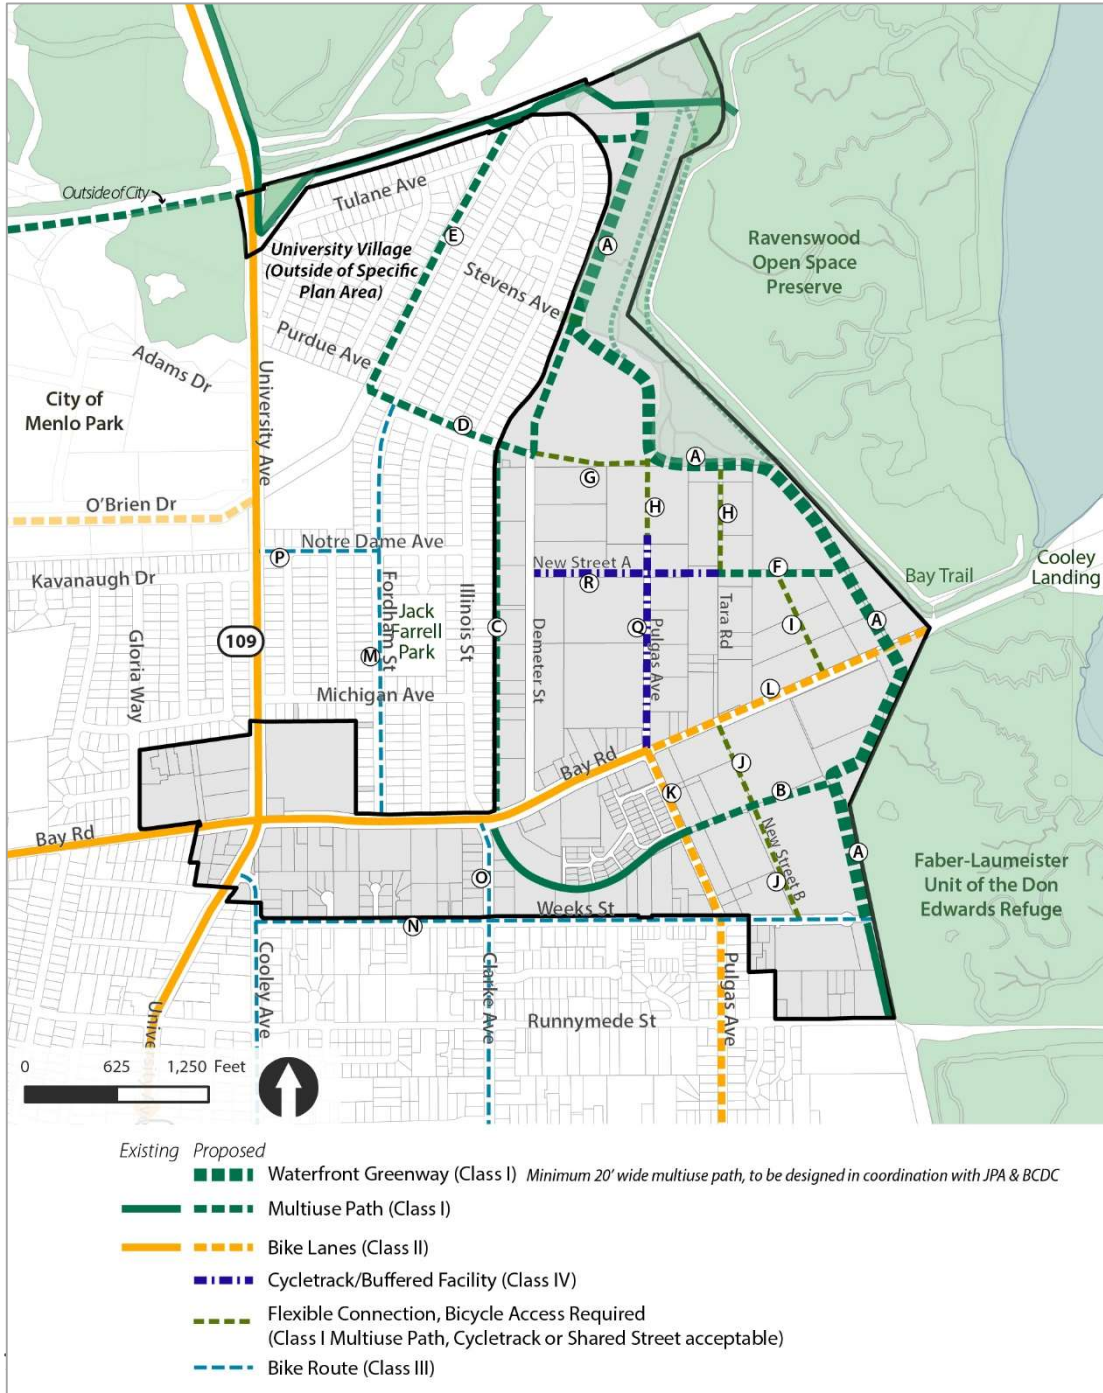 Outside of City
Tulane Ave
E
A
University Village
(Outside of Specific
Plan Area)
Stevens Ave
Ravenswood
Open Space
Preserve
Purdue Ave
Adams Dr
University Ave
City of
Menlo Park
D
A
G
H
H
O'Brien Dr
Notre Dame Ave
P
New Street A
R
F
Bay Trail
Cooley
Landing
Kavanaugh Dr
Fordham St
Jack
Farrell
Park
Illinois St
C
Demeter St
Q
Pulgas Ave
Tara Rd
I
A
Gloria Way
109
M
Michigan Ave
L
Bay Rd
J
K
B
Bay Rd
New Street B
A
Faber-Laumeister
Unit of the Don
Edwards Refuge
O
J
Weeks St
N
Cooley Ave
Clarke Ave
Pulgas Ave
Runnymede St
0 625 1,250 Feet
Existing Proposed
Waterfront Greenway (Class I) Minimum 20' wide multiuse path, to be designed in coordination with JPA & BCDC
Multiuse Path (Class I)
Bike Lanes (Class II)
Cycletrack/Buffered Facility (Class IV)
Flexible Connection, Bicycle Access Required
(Class I Multiuse Path, Cycletrack or Shared Street acceptable)
Bike Route (Class III)